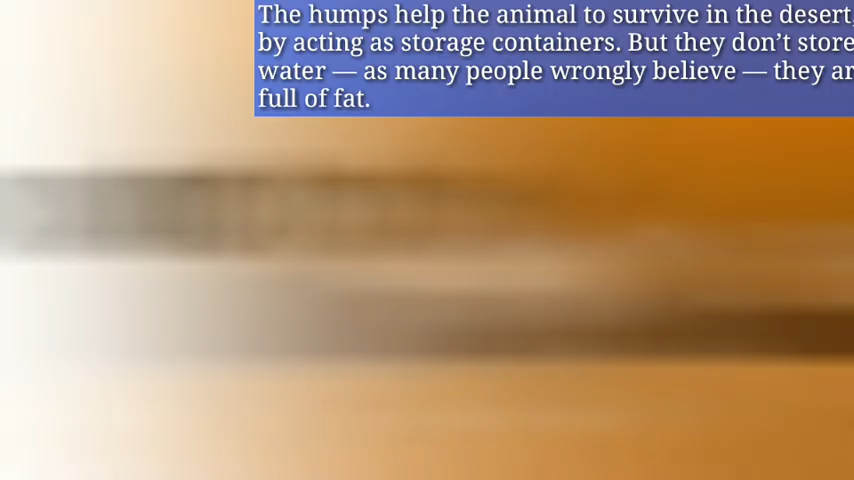 The humps help the animal to survive in the desert,
by acting as storage containers. But they don’t store
water — as many people wrongly believe — they
full of fat.